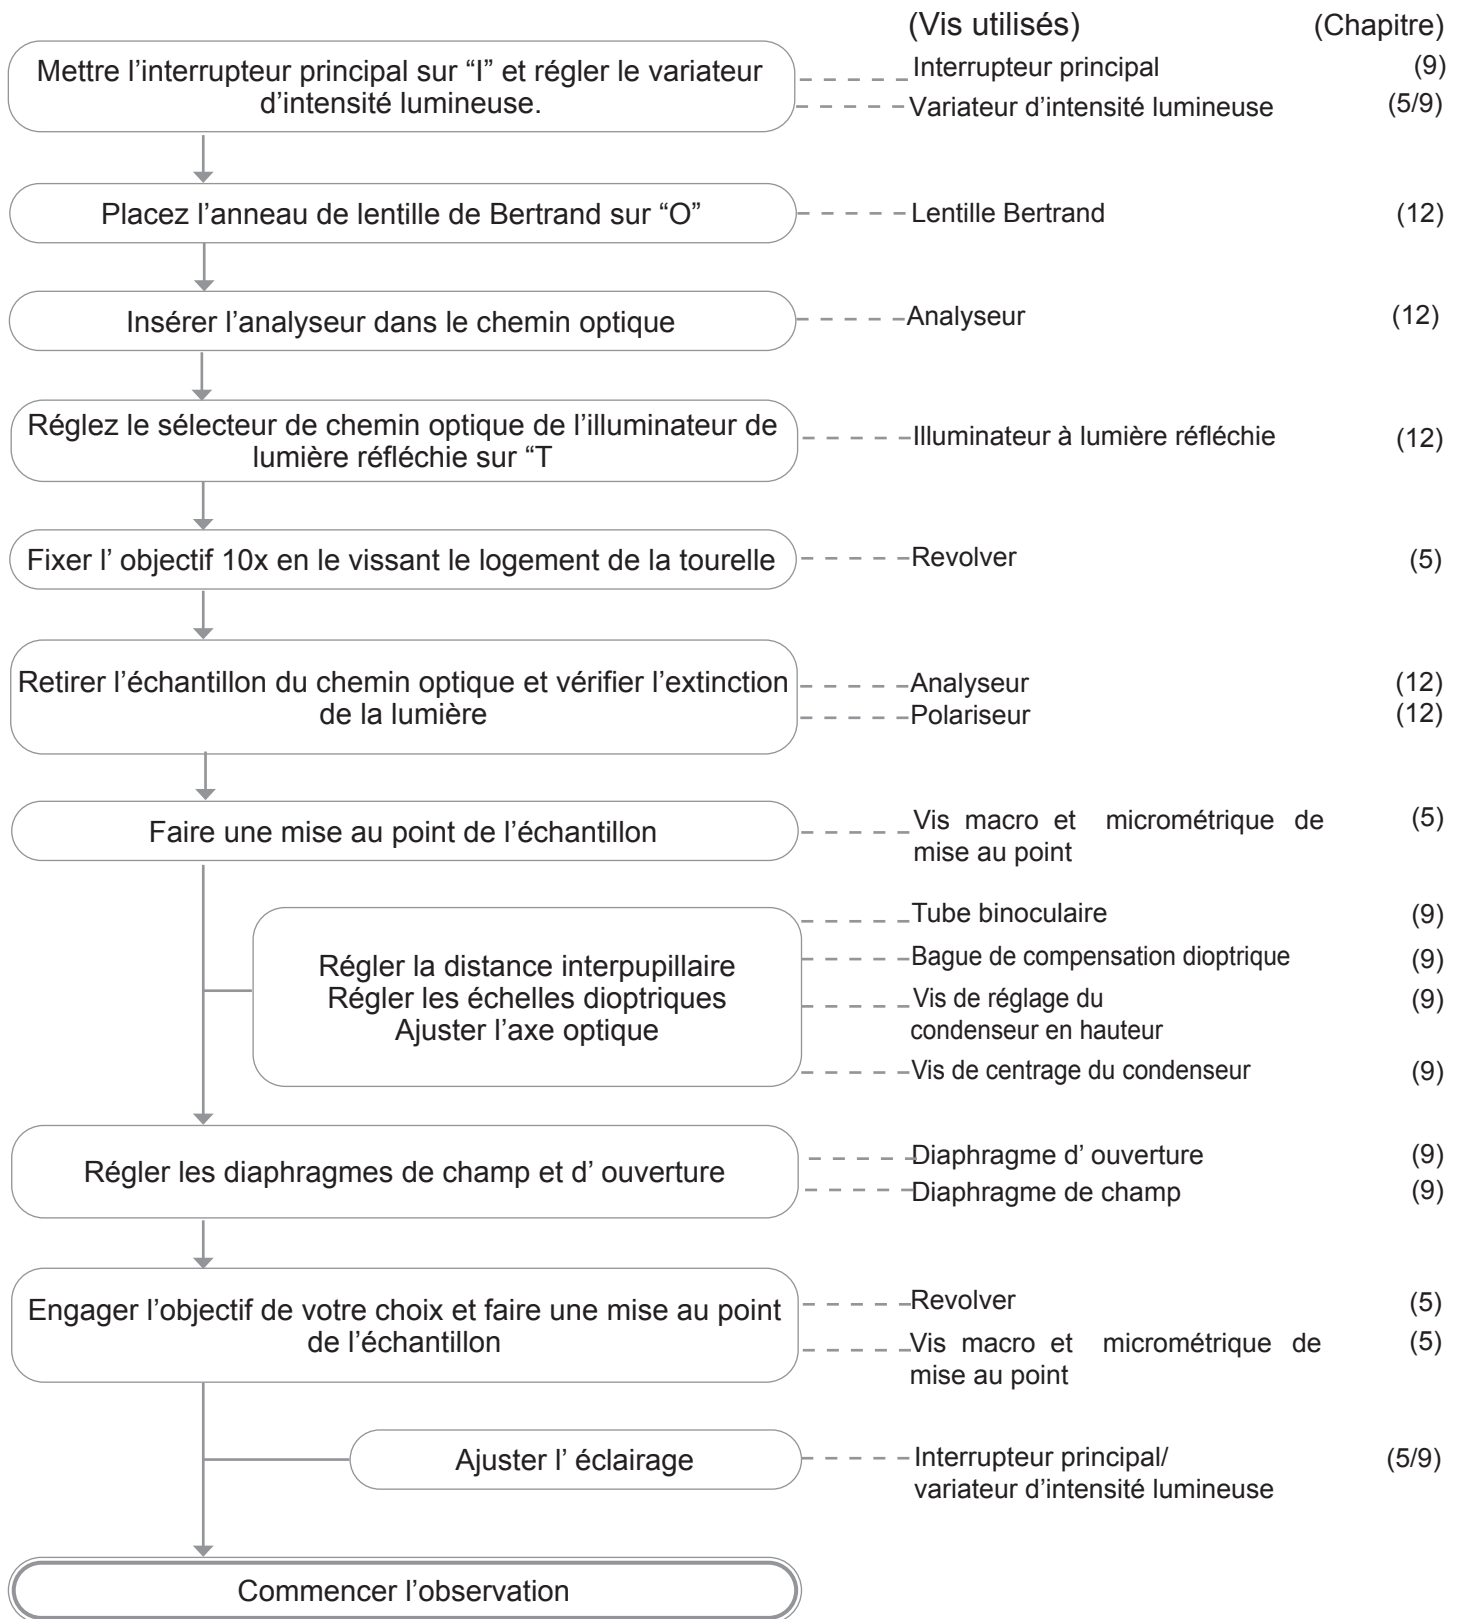 (Vis utilisés) (Chapitre)
Mettre l’interrupteur principal sur “I” et régler le variateur
d’intensité lumineuse.
Interrupteur principal (9)
Variateur d’intensité lumineuse (5/9)
Placez l’anneau de lentille de Bertrand sur “O”
Lentille Bertrand (12)
Insérer l’analyseur dans le chemin optique
Analyseur (12)
Réglez le sélecteur de chemin optique de l’illuminateur de
lumière réfléchie sur “T
Illuminateur à lumière réfléchie (12)
Fixer l’ objectif 10x en le vissant le logement de la tourelle
Revolver (5)
Retirer l’échantillon du chemin optique et vérifier l’extinction
de la lumière
Analyseur (12)
Polariseur (12)
Faire une mise au point de l’échantillon
Vis macro et micrométrique de (5)
mise au point
Régler la distance interpupillaire
Régler les échelles dioptriques
Ajuster l’axe optique
Tube binoculaire (9)
Bague de compensation dioptrique (9)
Vis de réglage du (9)
condenseur en hauteur
Vis de centrage du condenseur (9)
Régler les diaphragmes de champ et d’ ouverture
Diaphragme d’ ouverture (9)
Diaphragme de champ (9)
Engager l’objectif de votre choix et faire une mise au point
de l’échantillon
Revolver (5)
Vis macro et micrométrique de (5)
mise au point
Ajuster l’ éclairage
Interrupteur principal/ (5/9)
variateur d’intensité lumineuse
Commencer l’observation